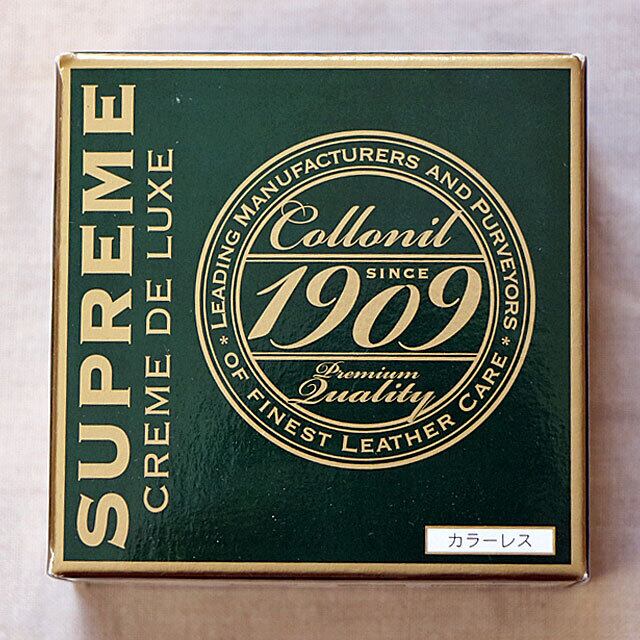 SUPREME
CREME DE LUXE
* LEADING MANUFACTURERS AND PURVEYORS *
OF FINEST LEATHER CARE
Collonil
SINCE
1909
Premium
Quality
カラーレス